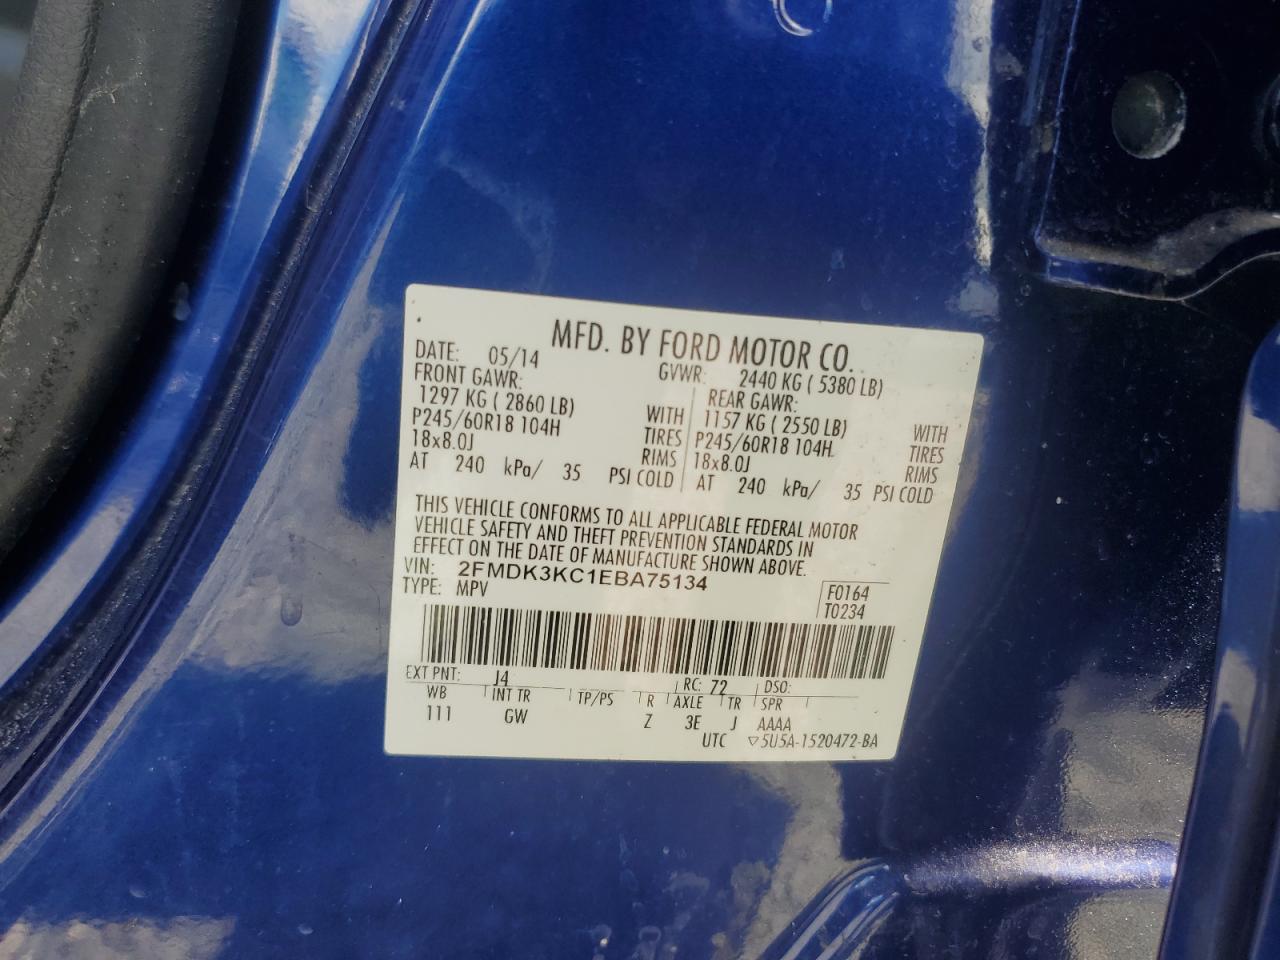 MFD. BY FORD MOTOR CO.
DATE: 05/14 GVWR: 2440 KG ( 5380 LB)
FRONT GAWR: REAR GAWR:
1297 KG ( 2860 LB) WITH 1157 KG ( 2550 LB) WITH
P245/60R18 104H TIRES P245/60R18 104H TIRES
18x8.0J RIMS 18x8.0J RIMS
AT 240 kPa/ 35 PSI COLD AT 240 kPa/ 35 PSI COLD
THIS VEHICLE CONFORMS TO ALL APPLICABLE FEDERAL MOTOR
VEHICLE SAFETY AND THEFT PREVENTION STANDARDS IN
EFFECT ON THE DATE OF MANUFACTURE SHOWN ABOVE.
VIN: 2FMDK3KC1EBA75134
TYPE: MPV F0164
T0234
EXT PNT: J4 RC: 72 DSO:
WB INT TR TP/PS R AXLE TR SPR
111 GW Z 3E J AAAA
UTC ▽5U5A-1520472-BA